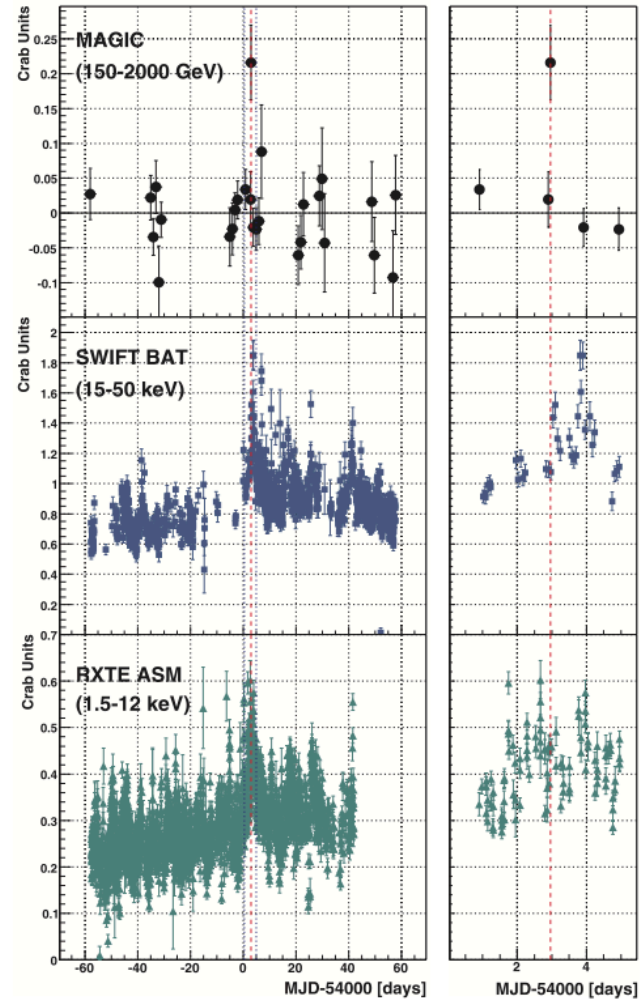 Crab Units
0.25
0.2
0.15
0.1
0.05
0
-0.05
-0.1
MAGIC
(150-2000 GeV)
Crab Units
2
1.8
1.6
1.4
1.2
1
0.8
0.6
0.4
0.2
SWIFT BAT
(15-50 keV)
Crab Units
0.7
0.6
0.5
0.4
0.3
0.2
0.1
0
RXTE ASM
(1.5-12 keV)
-60 -40 -20 0 20 40 60
MJD-54000 [days]
2 4
MJD-54000 [days]